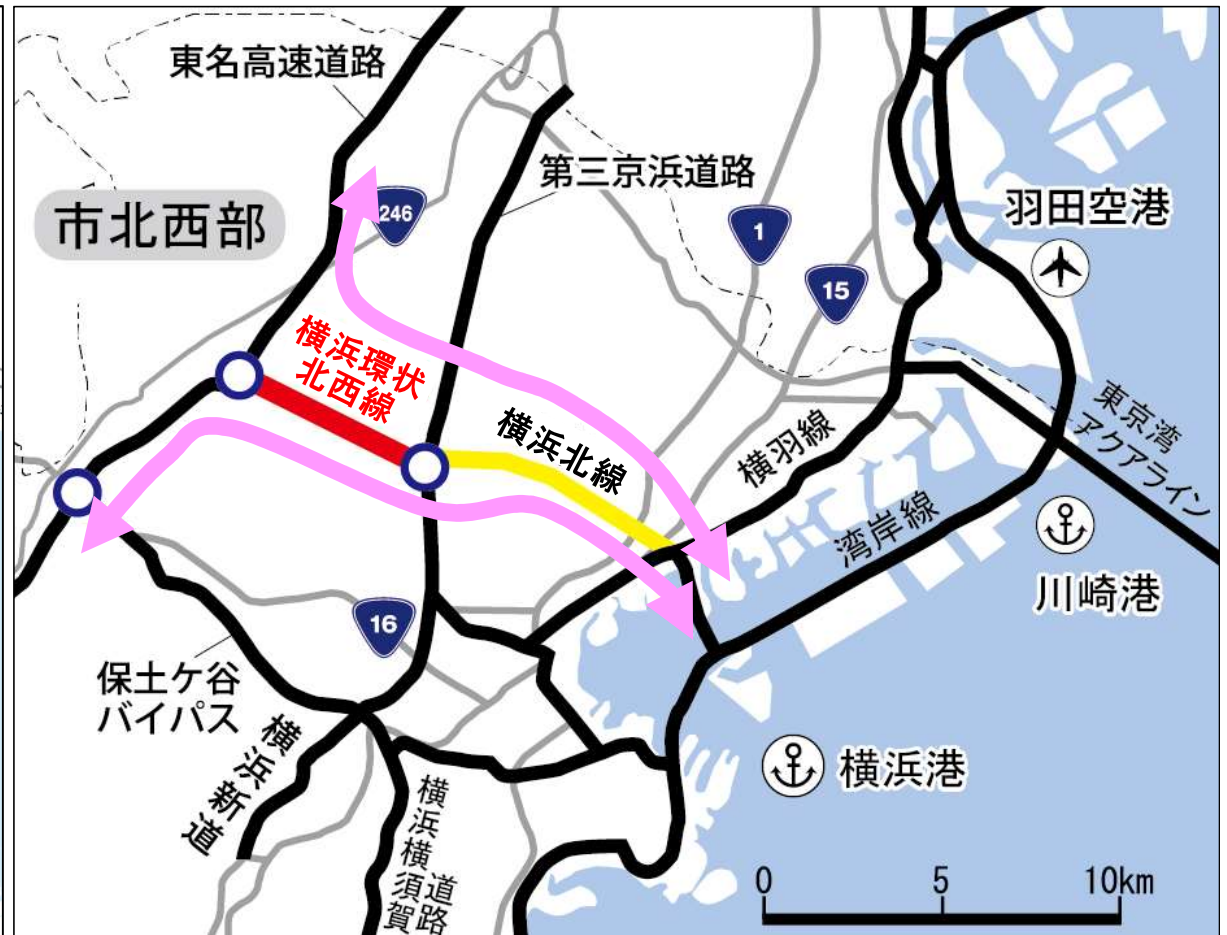 東名高速道路
第三京浜道路
市北西部
246
1
15
羽田空港
横浜環状
北西線
横浜北線
横羽線
湾岸線
東京湾
アクアライン
川崎港
16
保土ケ谷
バイパス
横浜新道
横浜横須賀
道路
横浜港
0 5 10km